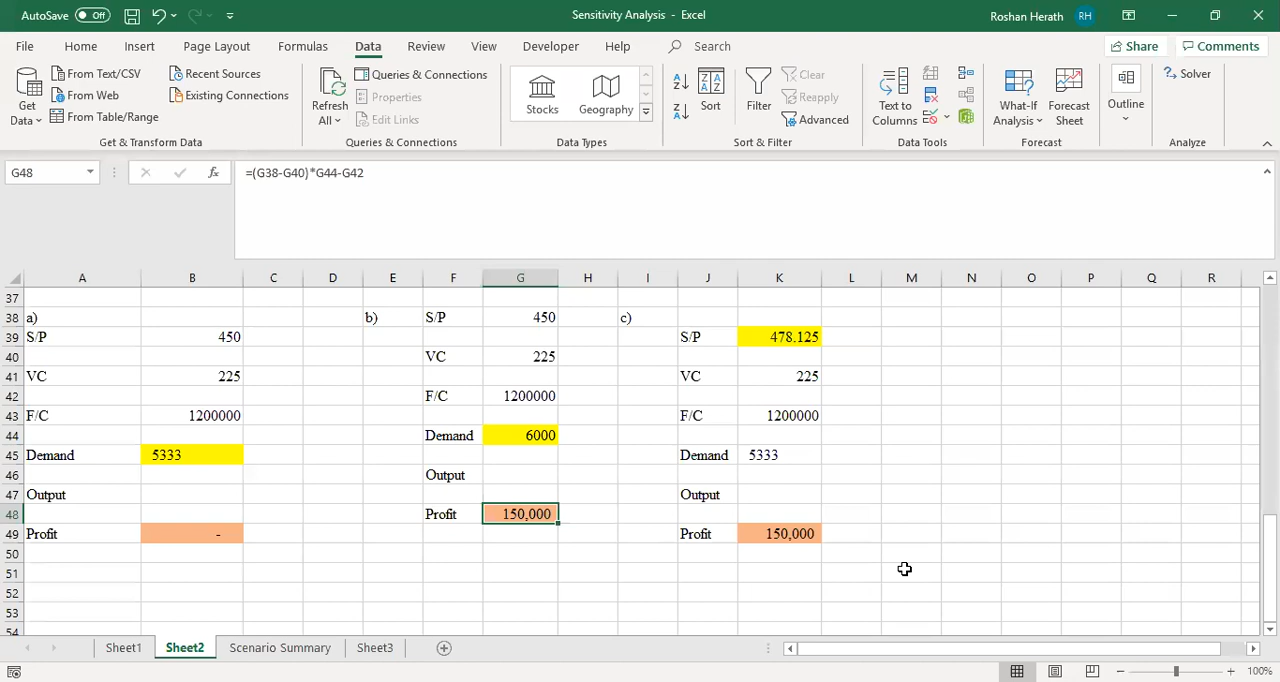 AutoSave Off Sensitivity Analysis - Excel Roshan Herath RH
File Home Insert Page Layout Formulas Data Review View Developer Help Search Share Comments
Get Data
From Text/CSV
From Web
From Table/Range
Recent Sources
Existing Connections
Get & Transform Data
Refresh All
Queries & Connections
Properties
Edit Links
Queries & Connections
Stocks Geography
Data Types
Sort
Filter
Clear
Reapply
Advanced
Sort & Filter
Text to Columns
Data Tools
What-If Analysis
Forecast Sheet
Forecast
Outline
Solver
Analyze
G48 fx =(G38-G40)*G44-G42
A B C D E F G H I J K L M N O P Q R
37
38 a) b) S/P 450 c)
39 S/P 450 S/P 478.125
40 VC 225
41 VC 225 VC 225
42 F/C 1200000
43 F/C 1200000 F/C 1200000
44 Demand 6000
45 Demand 5333 Demand 5333
46 Output
47 Output Output
48 Profit 150,000
49 Profit - Profit 150,000
50
51
52
53
54
Sheet1 Sheet2 Scenario Summary Sheet3
100%